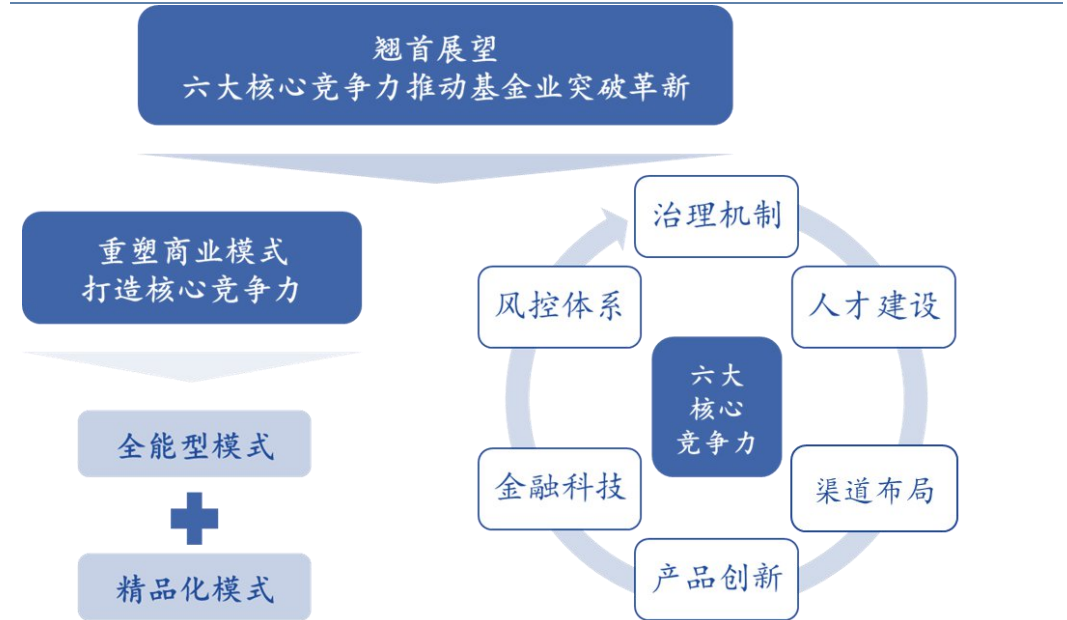 翘首展望
六大核心竞争力推动基金业突破革新
重塑商业模式
打造核心竞争力
全能型模式
精品化模式
治理机制
人才建设
渠道布局
产品创新
金融科技
风控体系
六大
核心
竞争力